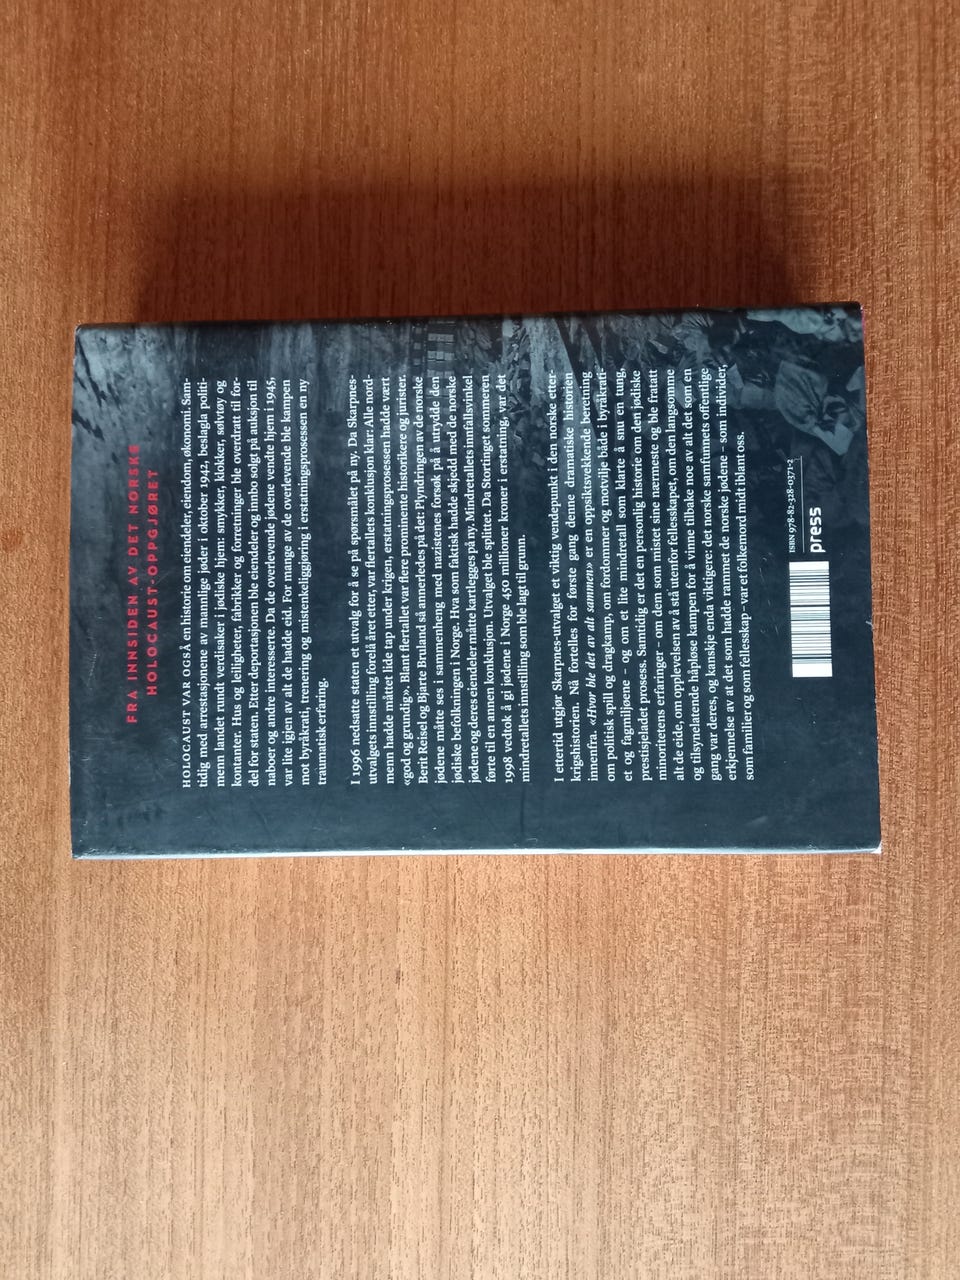 FRA INNSIDEN AV DET NORSKE
HOLOCAUST-OPPGJØRET
HOLOCAUST VAR OGSÅ en historie om eiendeler, eiendom, økonomi. Sam-
tidig med arrestasjonene av mannlige jøder i oktober 1942, beslagla politi-
menn landet rundt verdisaker i jødiske hjem: smykker, klokker, sølvtøy og
kontanter. Hus og leiligheter, fabrikker og forretninger ble overdratt til for-
del for staten. Etter deportasjonen ble eiendeler og innbo solgt på auksjon til
naboer og andre interesserte. Da de overlevende jødene vendte hjem i 1945,
var lite igjen av alt de hadde eid. For mange av de overlevende ble kampen
mot byråkrati, trenering og mistenkeliggjøring i erstatningsprosessen en ny
traumatisk erfaring.
I 1996 nedsatte staten et utvalg for å se på spørsmålet på ny. Da Skarpnes-
utvalgets innstilling forelå året etter, var flertallets konklusjon klar: Alle nord-
menn hadde måttet lide tap under krigen, erstatningsprosessen hadde vært
«god og grundig». Blant flertallet var flere prominente historikere og jurister.
Berit Reisel og Bjarte Bruland så annerledes på det: Plyndringen av de norske
jødene måtte ses i sammenheng med nazistenes forsøk på å utrydde den
jødiske befolkningen i Norge. Hva som faktisk hadde skjedd med de norske
jødene og deres eiendeler måtte kartlegges på ny. Mindretallets innfallsvinkel
førte til en annen konklusjon. Utvalget ble splittet. Da Stortinget sommeren
1998 vedtok å gi jødene i Norge 450 millioner kroner i erstatning, var det
mindretallets innstilling som ble lagt til grunn.
I ettertid utgjør Skarpnes-utvalget et viktig vendepunkt i den norske etter-
krigshistorien. Nå fortelles for første gang denne dramatiske historien
innenfra. «Hvor ble det av alt sammen» er en oppsiktsvekkende beretning
om politisk spill og dragkamp, om fordommer og motvilje både i byråkrati-
et og fagmiljøene – og om et lite mindretall som klarte å snu en tung,
prestisjeladet prosess. Samtidig er det en personlig historie om den jødiske
minoritetens erfaringer – om dem som mistet sine nærmeste og ble fratatt
alt de eide, om opplevelsen av å stå utenfor fellesskapet, om den langsomme
og tilsynelatende håpløse kampen for å vinne tilbake noe av alt det som en
gang var deres, og kanskje enda viktigere: det norske samfunnets offentlige
erkjennelse av at det som hadde rammet de norske jødene – som individer,
som familier og som fellesskap – var et folkemord midt iblant oss.
ISBN 978-82-328-0371-2
press